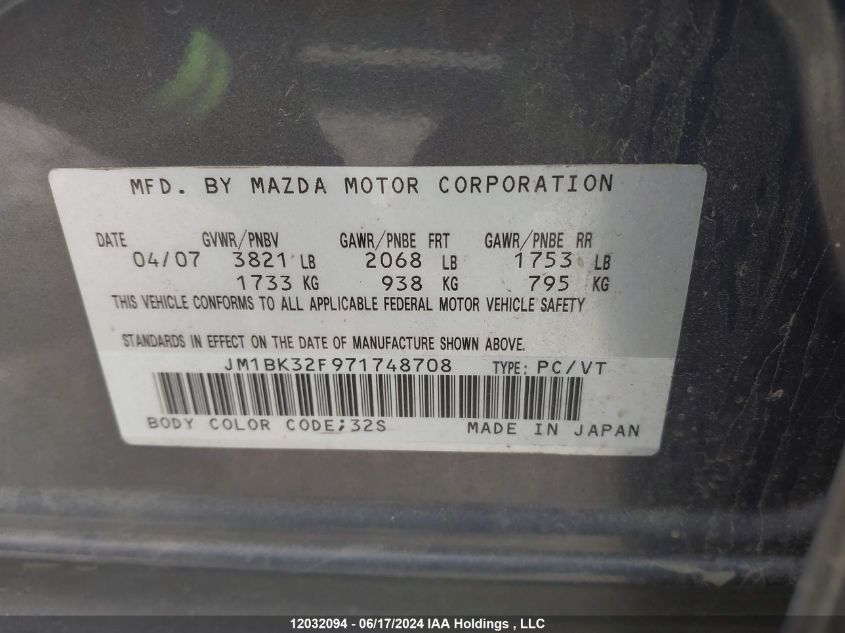 MFD. BY MAZDA MOTOR CORPORATION
DATE GVWR/PNBV GAWR/PNBE FRT GAWR/PNBE RR
04/07 3821 LB 2068 LB 1753 LB
1733 KG 938 KG 795 KG
THIS VEHICLE CONFORMS TO ALL APPLICABLE FEDERAL MOTOR VEHICLE SAFETY
STANDARDS IN EFFECT ON THE DATE OF MANUFACTURE SHOWN ABOVE.
JM1BK32F971748708 TYPE: PC/VT
BODY COLOR CODE;32S MADE IN JAPAN
12032094 - 06/17/2024 IAA Holdings , LLC